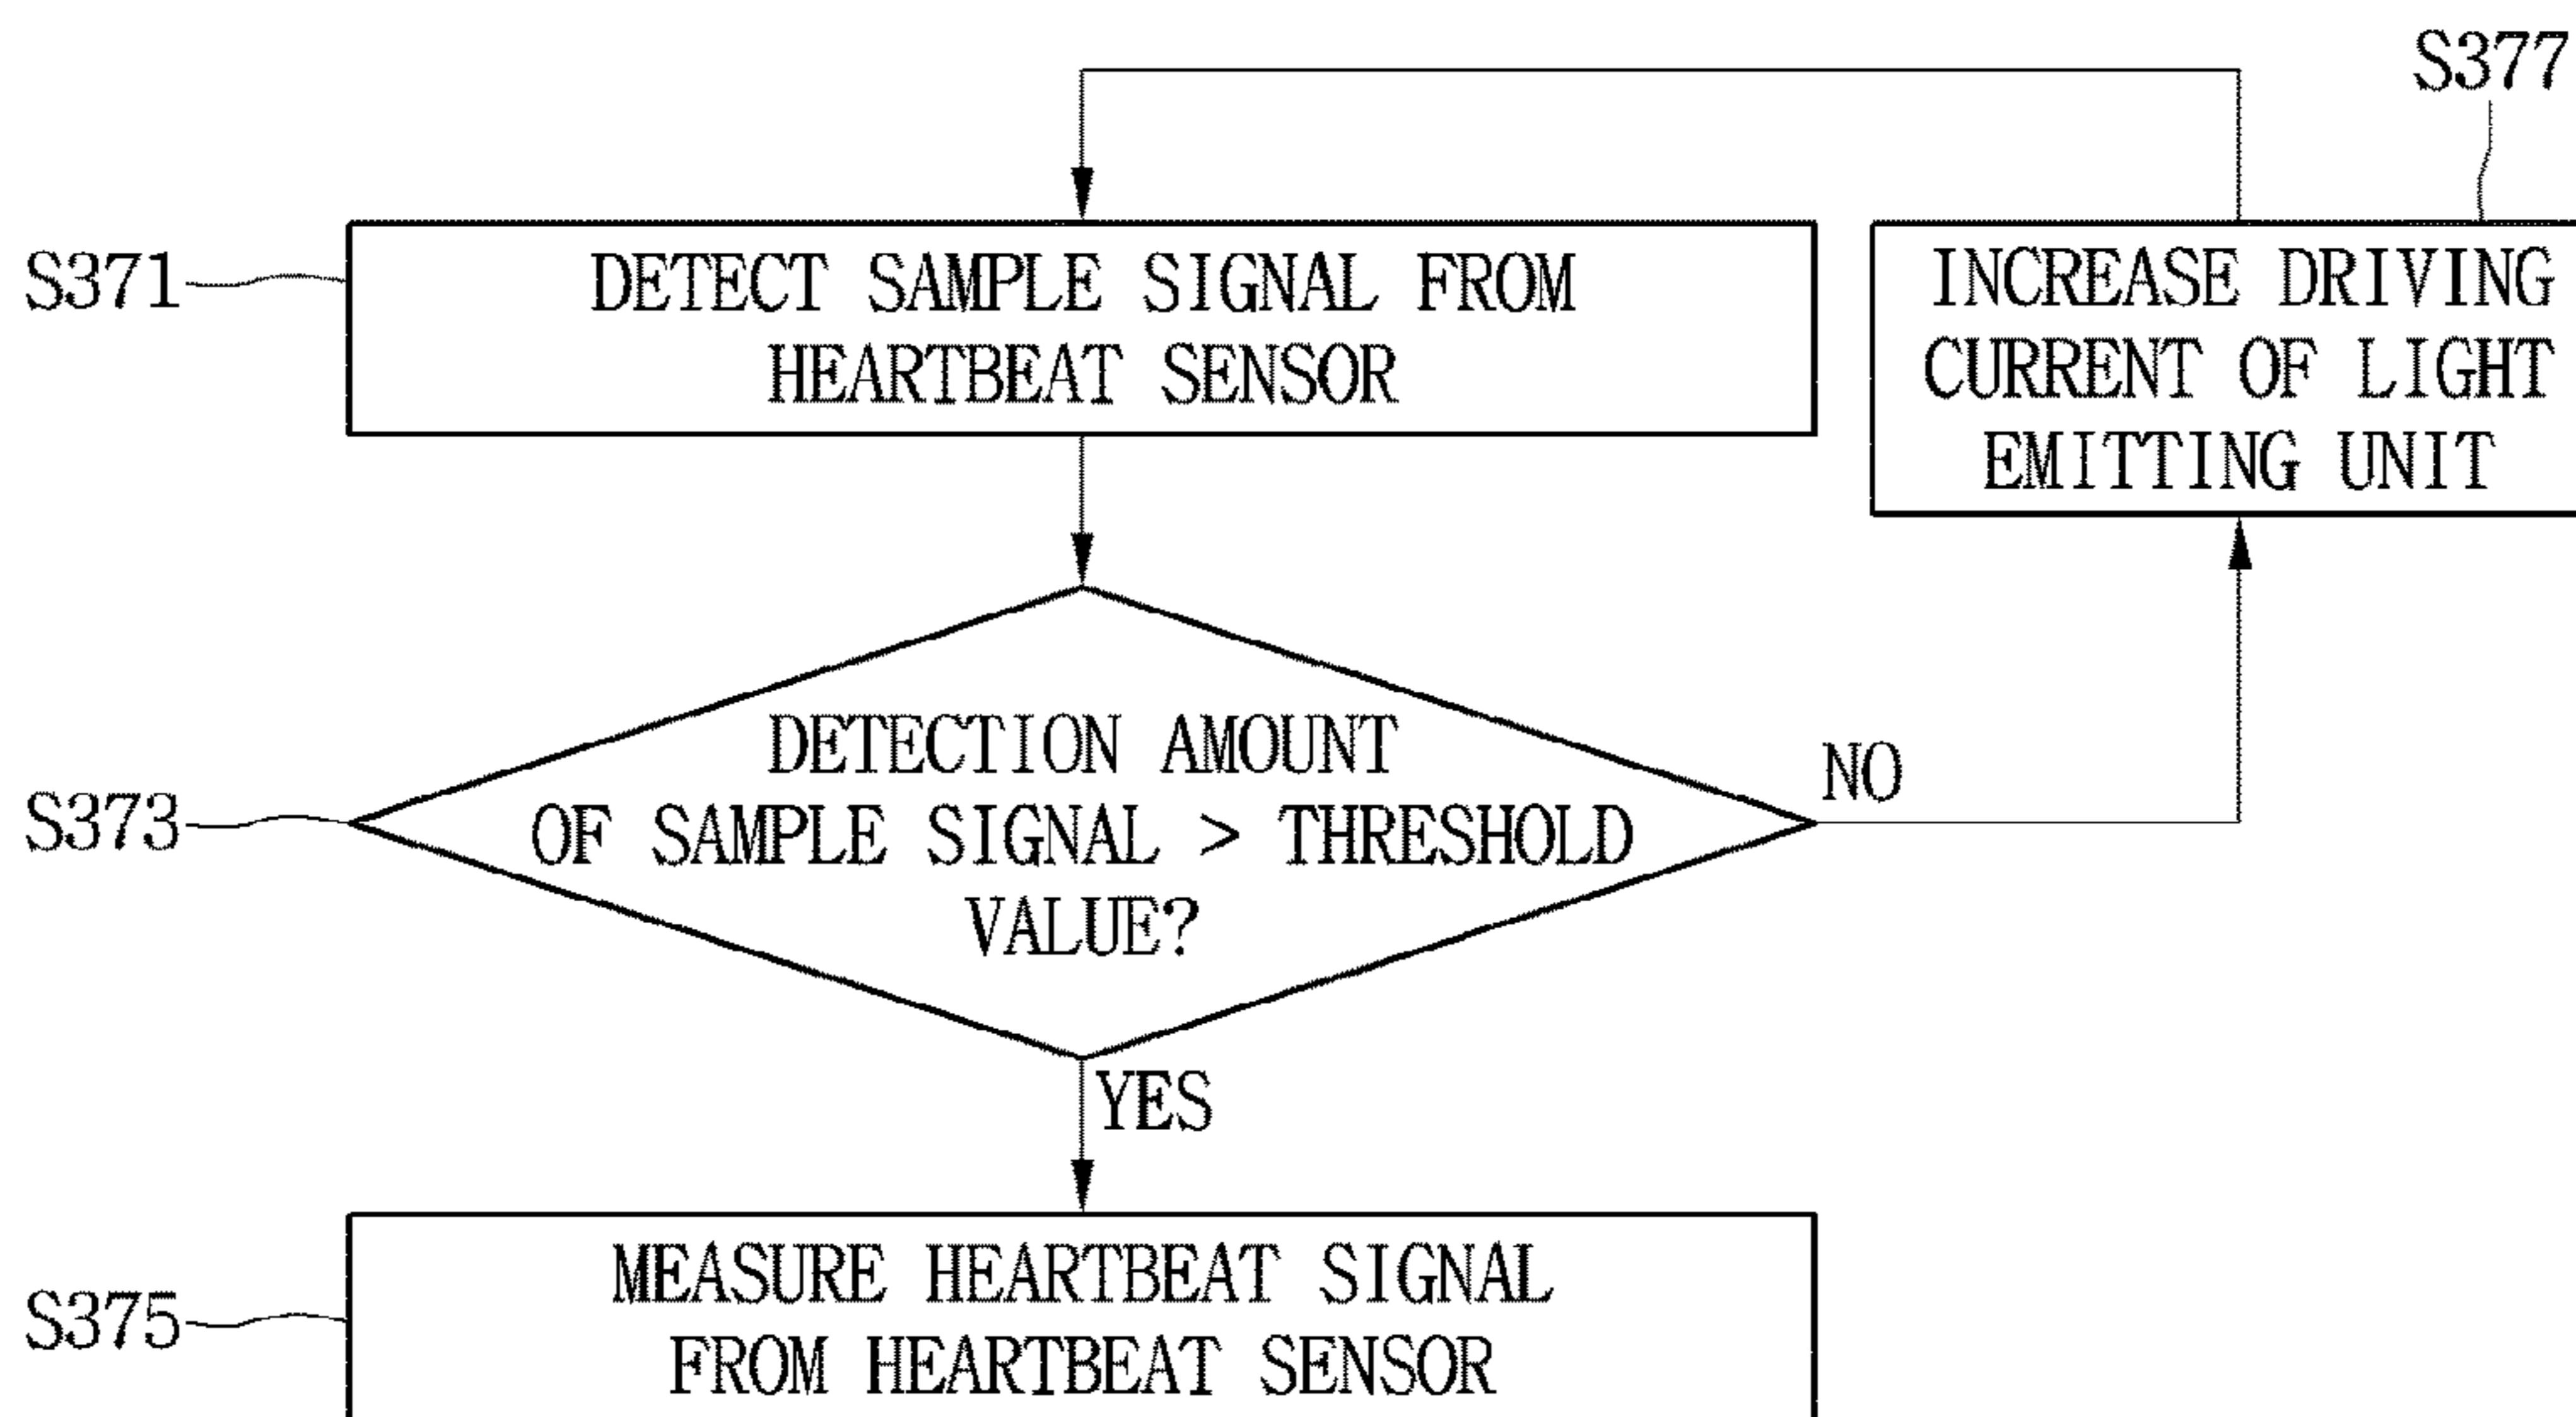 S377
S371
DETECT SAMPLE SIGNAL FROM
HEARTBEAT SENSOR
INCREASE DRIVING
CURRENT OF LIGHT
EMITTING UNIT
S373
DETECTION AMOUNT
OF SAMPLE SIGNAL > THRESHOLD
VALUE?
NO
YES
S375
MEASURE HEARTBEAT SIGNAL
FROM HEARTBEAT SENSOR